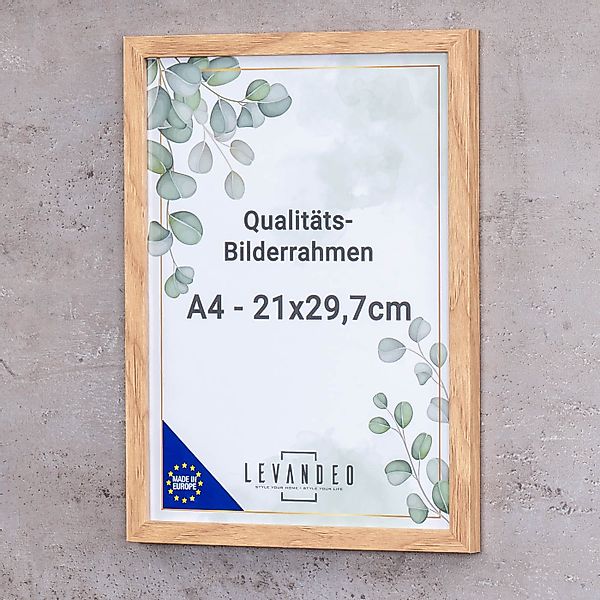 Qualitäts-
Bilderrahmen
A4 - 21x29,7cm
MADE IN
EUROPE
LEVANDEO
STYLE YOUR HOME • STYLE YOUR LIFE